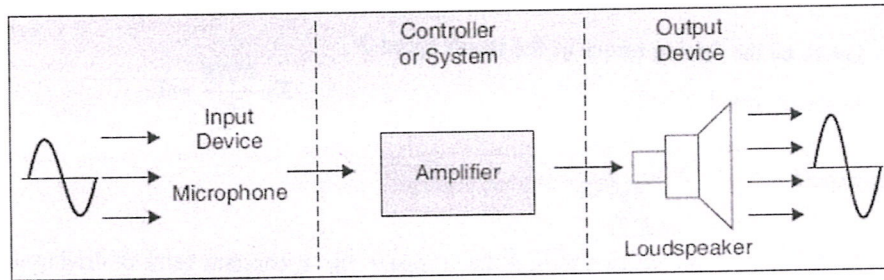 Controller
or System
Output
Device
Input
Device
Microphone
Amplifier
Loudspeaker